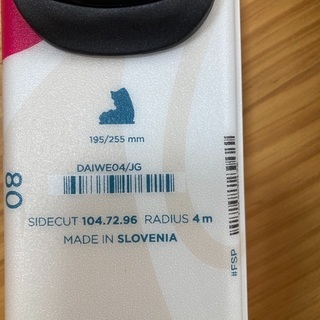 195/255 mm
DAIWE04/JG
80
SIDECUT 104.72.96 RADIUS 4 m
MADE IN SLOVENIA
#FSP